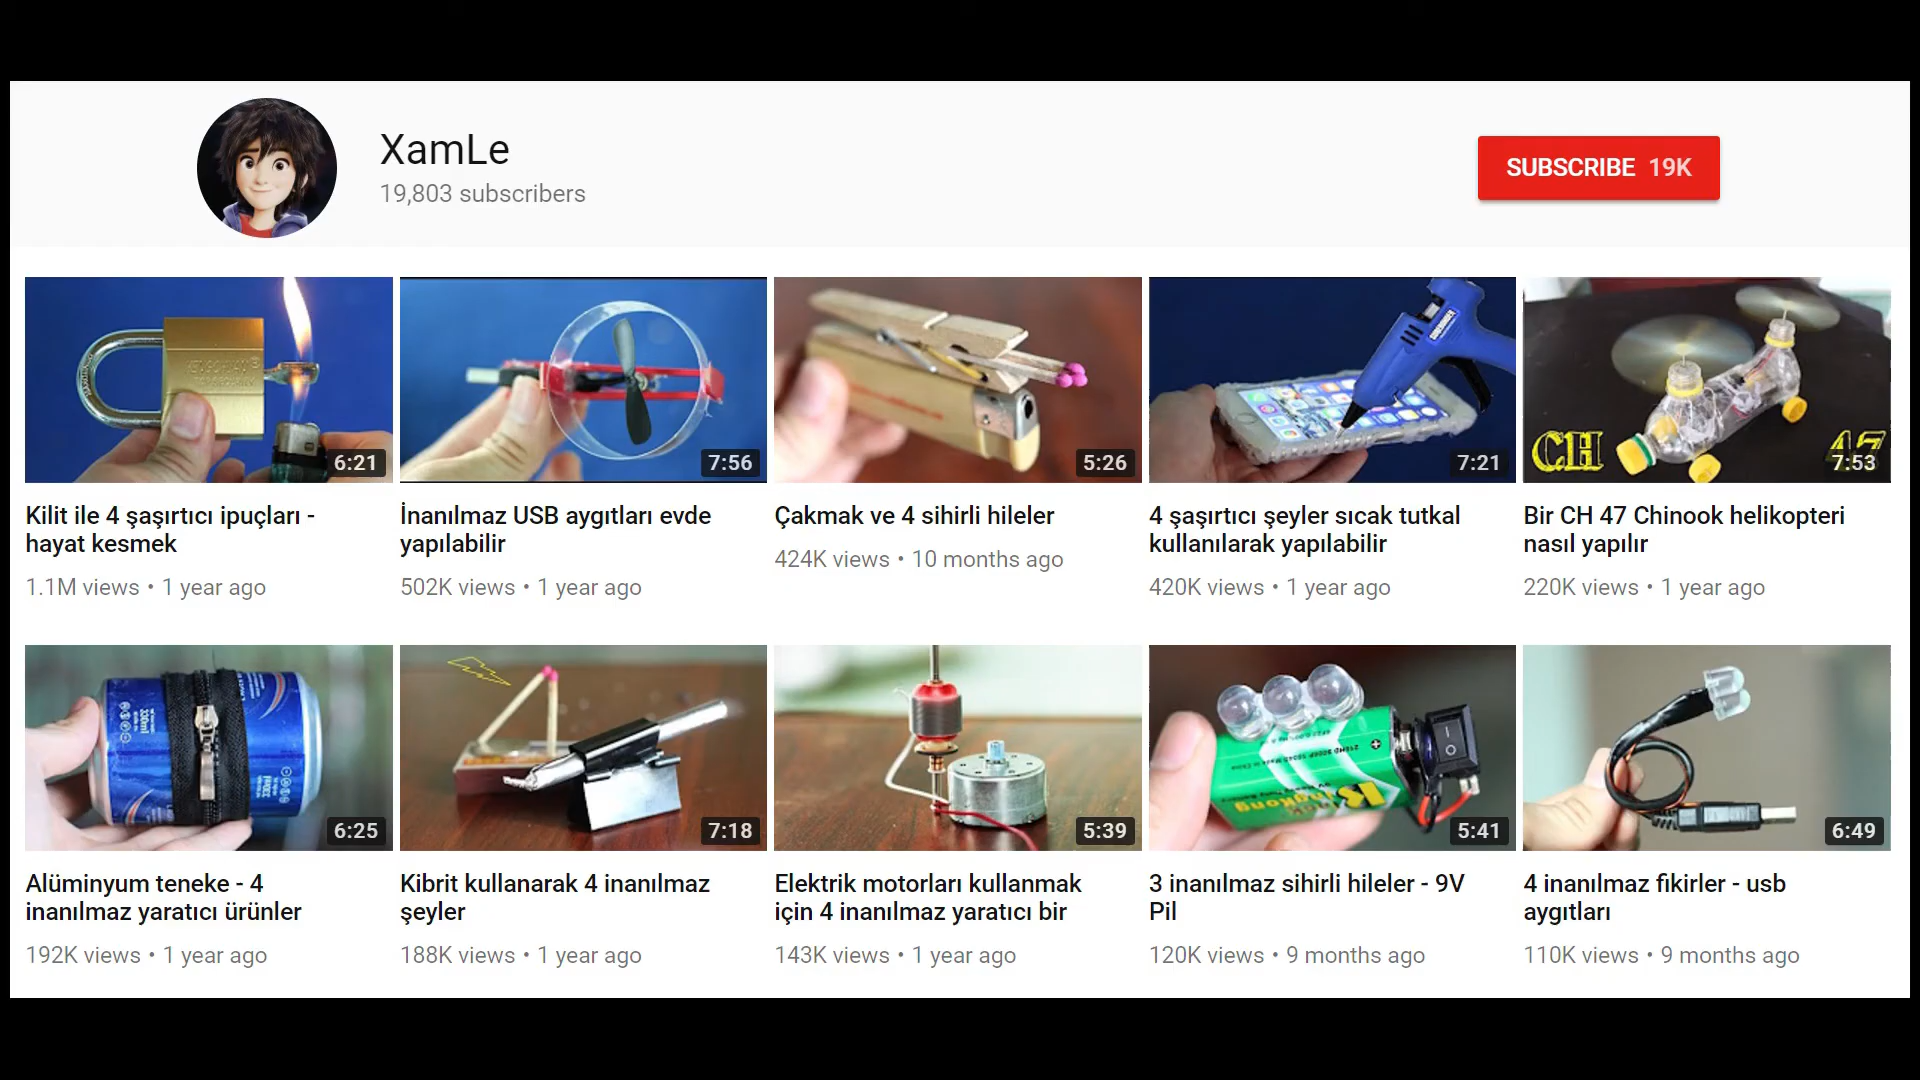 XamLe
19,803 subscribers
SUBSCRIBE 19K
6:21
7:56
5:26
7:21
CH 47
7:53
Kilit ile 4 şaşırtıcı ipuçları -
hayat kesmek
1.1M views • 1 year ago
İnanılmaz USB aygıtları evde
yapılabilir
502K views • 1 year ago
Çakmak ve 4 sihirli hileler
424K views • 10 months ago
4 şaşırtıcı şeyler sıcak tutkal
kullanılarak yapılabilir
420K views • 1 year ago
Bir CH 47 Chinook helikopteri
nasıl yapılır
220K views • 1 year ago
330ml
6:25
7:18
5:39
5:41
6:49
Alüminyum teneke - 4
inanılmaz yaratıcı ürünler
192K views • 1 year ago
Kibrit kullanarak 4 inanılmaz
şeyler
188K views • 1 year ago
Elektrik motorları kullanmak
için 4 inanılmaz yaratıcı bir
143K views • 1 year ago
3 inanılmaz sihirli hileler - 9V
Pil
120K views • 9 months ago
4 inanılmaz fikirler - usb
aygıtları
110K views • 9 months ago